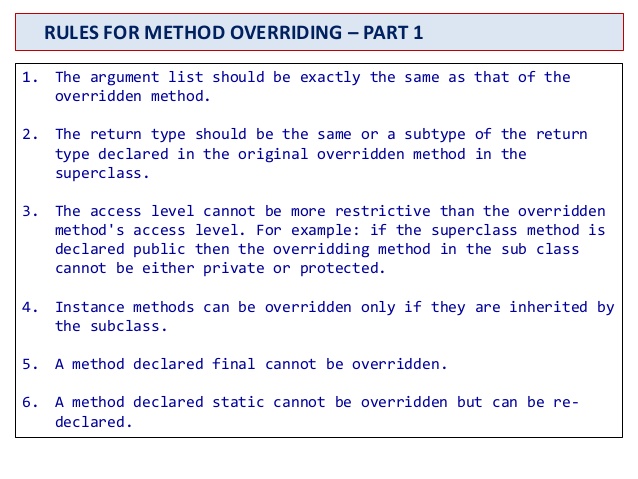 RULES FOR METHOD OVERRIDING – PART 1
1. The argument list should be exactly the same as that of the
overridden method.
2. The return type should be the same or a subtype of the return
type declared in the original overridden method in the
superclass.
3. The access level cannot be more restrictive than the overridden
method's access level. For example: if the superclass method is
declared public then the overridding method in the sub class
cannot be either private or protected.
4. Instance methods can be overridden only if they are inherited by
the subclass.
5. A method declared final cannot be overridden.
6. A method declared static cannot be overridden but can be re-
declared.